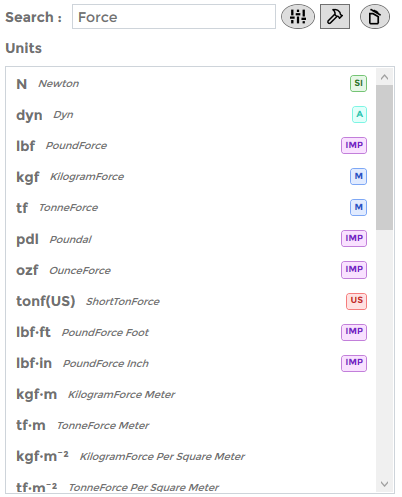 Search : Force
Units
N Newton SI
dyn Dyn A
lbf PoundForce IMP
kgf KilogramForce M
tf TonneForce M
pdl Poundal IMP
ozf OunceForce IMP
tonf(US) ShortTonForce US
lbf·ft PoundForce Foot IMP
lbf·in PoundForce Inch IMP
kgf·m KilogramForce Meter
tf·m TonneForce Meter
kgf·m⁻² KilogramForce Per Square Meter
tf·m⁻² TonneForce Per Square Meter